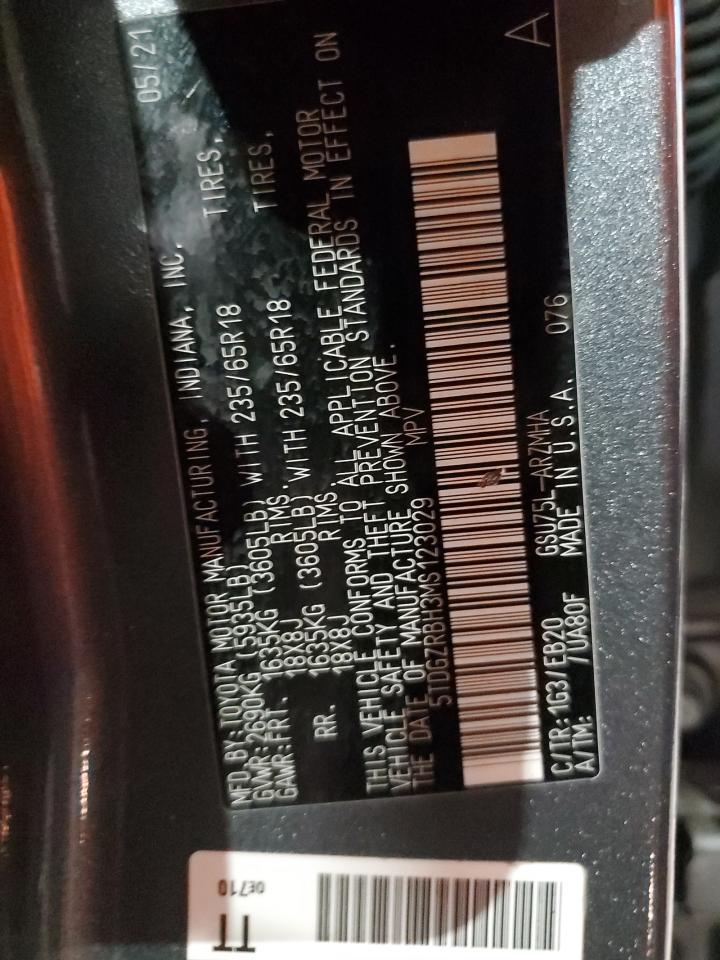 MFD. BY: TOYOTA MOTOR MANUFACTURING, INDIANA, INC. 05/21
GVWR: 2690KG (5935LB)
GAWR: FRT. 1635KG (3605LB) WITH 235/65R18 TIRES,
18X8J RIMS.
RR. 1635KG (3605LB) WITH 235/65R18 TIRES,
18X8J RIMS.
THIS VEHICLE CONFORMS TO ALL APPLICABLE FEDERAL MOTOR
VEHICLE SAFETY AND THEFT PREVENTION STANDARDS IN EFFECT ON
THE DATE OF MANUFACTURE SHOWN ABOVE.
5TDGZRBH3MS123029 MPV
A
C/TR: 1G3/EB20 GSU75L-ARZMHA 076
A/TM: /UA80F MADE IN U.S.A.
TT
0E710